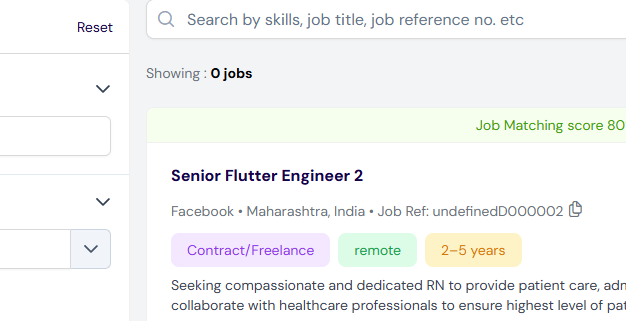 Reset
Search by skills, job title, job reference no. etc
Showing : 0 jobs
Job Matching score 80
Senior Flutter Engineer 2
Facebook • Maharashtra, India • Job Ref: undefinedD000002
Contract/Freelance remote 2–5 years
Seeking compassionate and dedicated RN to provide patient care, adm
collaborate with healthcare professionals to ensure highest level of pat